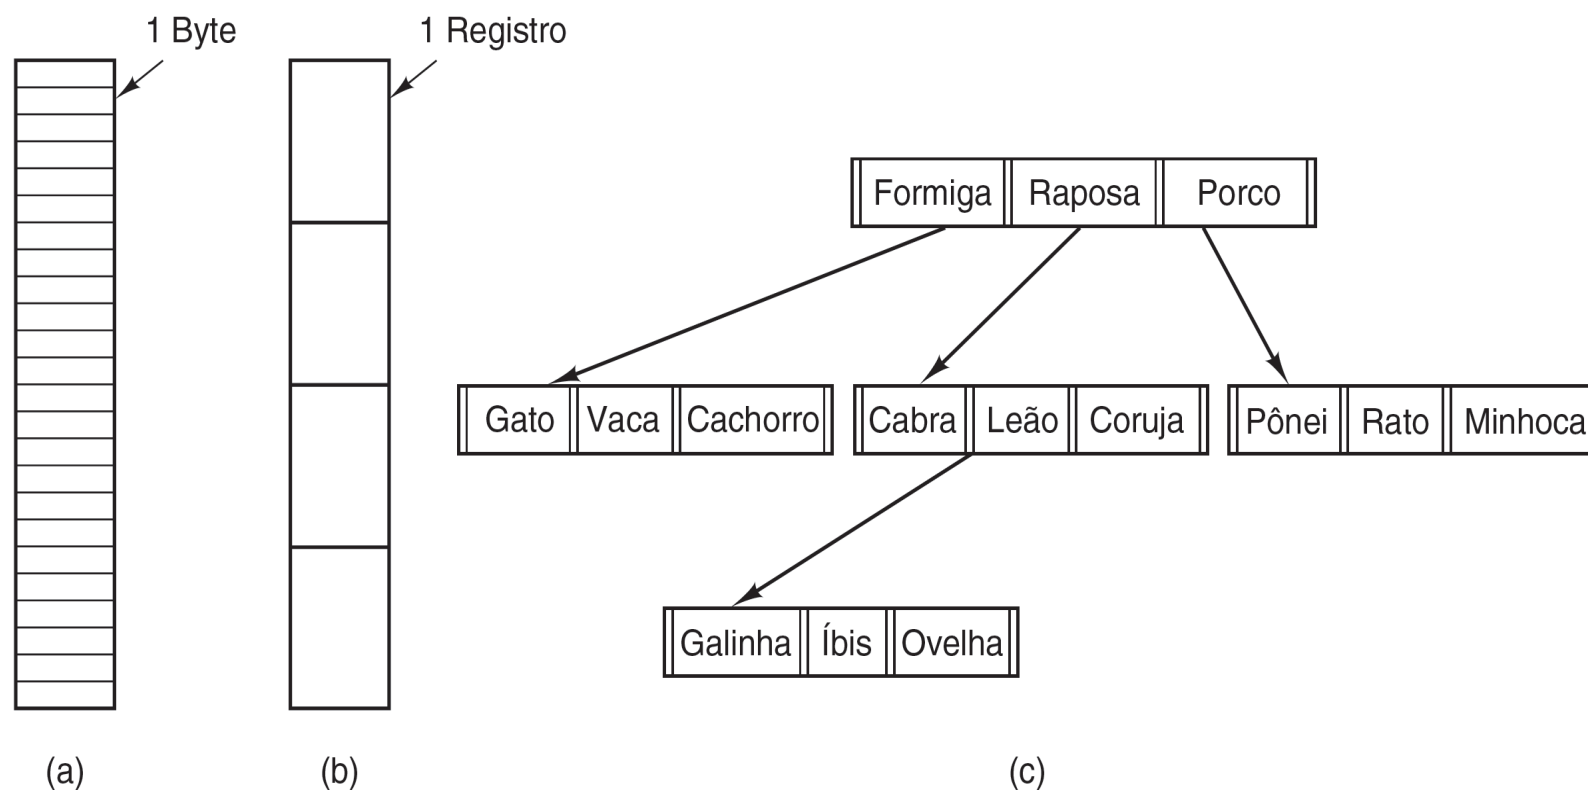 1 Byte
1 Registro
Formiga Raposa Porco
Gato Vaca Cachorro
Cabra Leão Coruja
Pônei Rato Minhoca
Galinha Íbis Ovelha
(a)
(b)
(c)